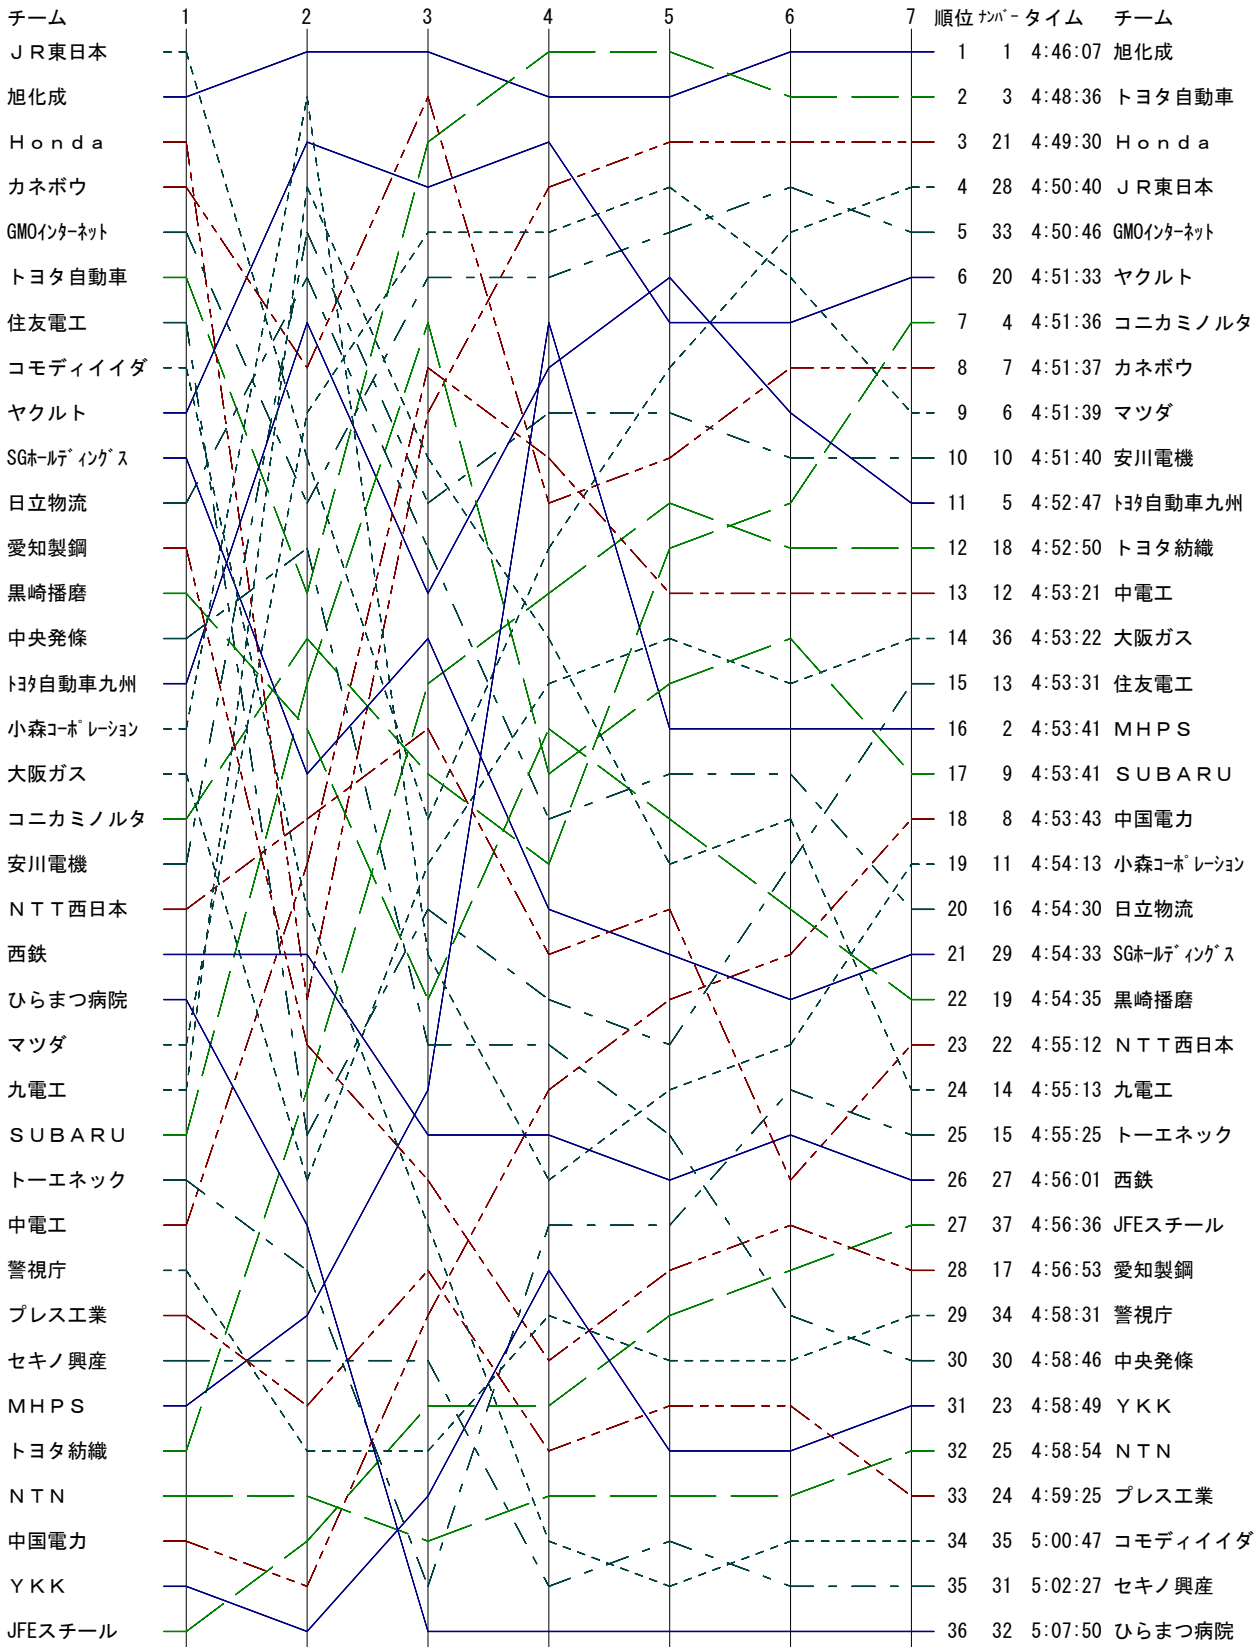 チーム 1 2 3 4 5 6 7 順位 ナンバー タイム チーム
ＪＲ東日本 1 1 4:46:07 旭化成
旭化成 2 3 4:48:36 トヨタ自動車
Ｈｏｎｄａ 3 21 4:49:30 Ｈｏｎｄａ
カネボウ 4 28 4:50:40 ＪＲ東日本
GMOインターネット 5 33 4:50:46 GMOインターネット
トヨタ自動車 6 20 4:51:33 ヤクルト
住友電工 7 4 4:51:36 コニカミノルタ
コモディイイダ 8 7 4:51:37 カネボウ
ヤクルト 9 6 4:51:39 マツダ
SGホールディングス 10 10 4:51:40 安川電機
日立物流 11 5 4:52:47 トヨタ自動車九州
愛知製鋼 12 18 4:52:50 トヨタ紡織
黒崎播磨 13 12 4:53:21 中電工
中央発條 14 36 4:53:22 大阪ガス
トヨタ自動車九州 15 13 4:53:31 住友電工
小森コーポレーション 16 2 4:53:41 ＭＨＰＳ
大阪ガス 17 9 4:53:41 ＳＵＢＡＲＵ
コニカミノルタ 18 8 4:53:43 中国電力
安川電機 19 11 4:54:13 小森コーポレーション
ＮＴＴ西日本 20 16 4:54:30 日立物流
西鉄 21 29 4:54:33 SGホールディングス
ひらまつ病院 22 19 4:54:35 黒崎播磨
マツダ 23 22 4:55:12 ＮＴＴ西日本
九電工 24 14 4:55:13 九電工
ＳＵＢＡＲＵ 25 15 4:55:25 トーエネック
トーエネック 26 27 4:56:01 西鉄
中電工 27 37 4:56:36 JFEスチール
警視庁 28 17 4:56:53 愛知製鋼
プレス工業 29 34 4:58:31 警視庁
セキノ興産 30 30 4:58:46 中央発條
ＭＨＰＳ 31 23 4:58:49 ＹＫＫ
トヨタ紡織 32 25 4:58:54 ＮＴＮ
ＮＴＮ 33 24 4:59:25 プレス工業
中国電力 34 35 5:00:47 コモディイイダ
ＹＫＫ 35 31 5:02:27 セキノ興産
JFEスチール 36 32 5:07:50 ひらまつ病院